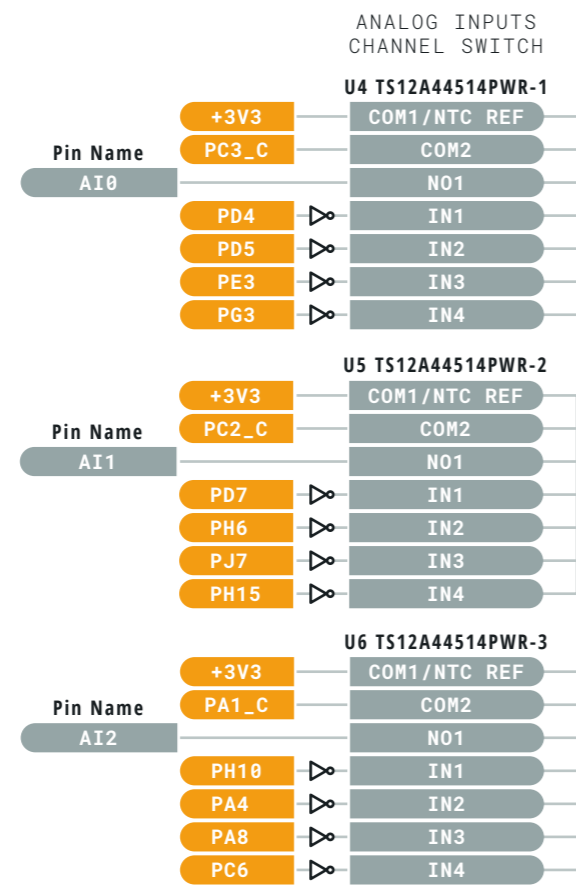 ANALOG INPUTS
CHANNEL SWITCH
U4 TS12A44514PWR-1
+3V3 COM1/NTC REF
Pin Name PC3_C COM2
AI0 NO1
PD4 IN1
PD5 IN2
PE3 IN3
PG3 IN4
U5 TS12A44514PWR-2
+3V3 COM1/NTC REF
Pin Name PC2_C COM2
AI1 NO1
PD7 IN1
PH6 IN2
PJ7 IN3
PH15 IN4
U6 TS12A44514PWR-3
+3V3 COM1/NTC REF
Pin Name PA1_C COM2
AI2 NO1
PH10 IN1
PA4 IN2
PA8 IN3
PC6 IN4